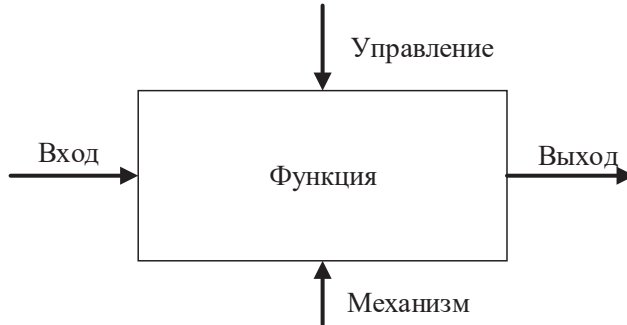 Управление
Вход
Функция
Выход
Механизм